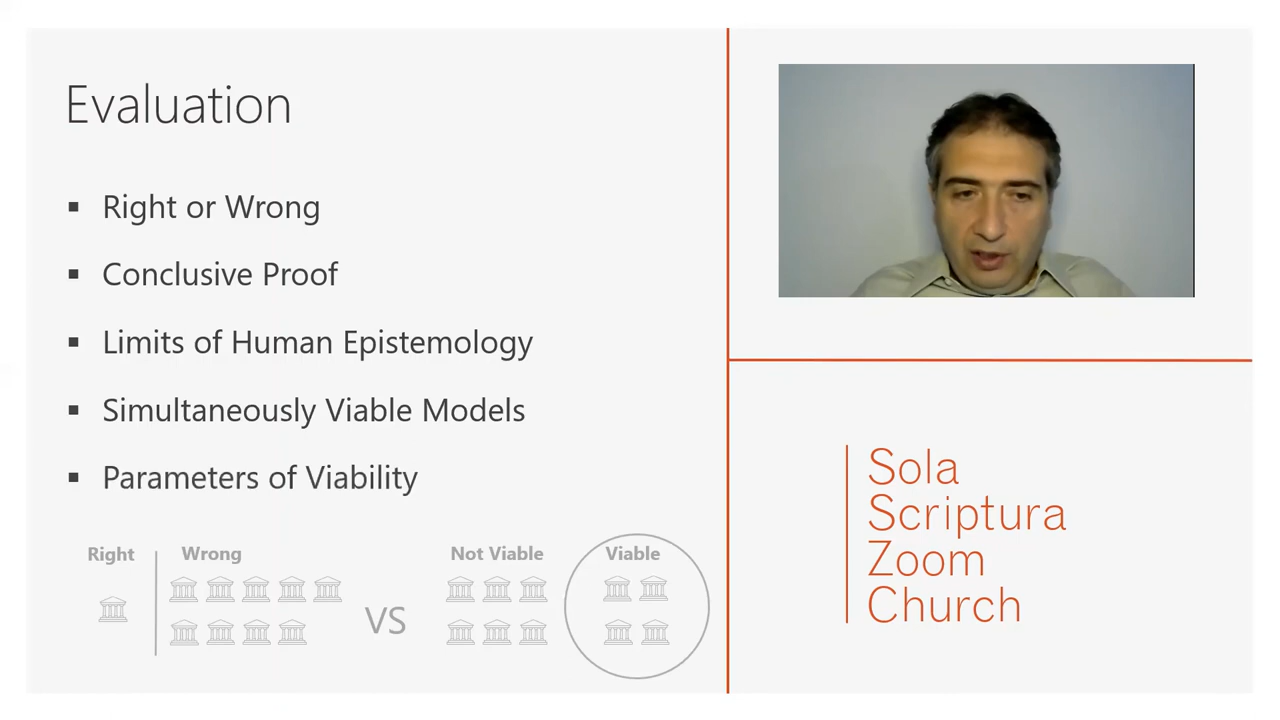 Evaluation
Right or Wrong
Conclusive Proof
Limits of Human Epistemology
Simultaneously Viable Models
Parameters of Viability
Right
Wrong
VS
Not Viable
Viable
Sola
Scriptura
Zoom
Church